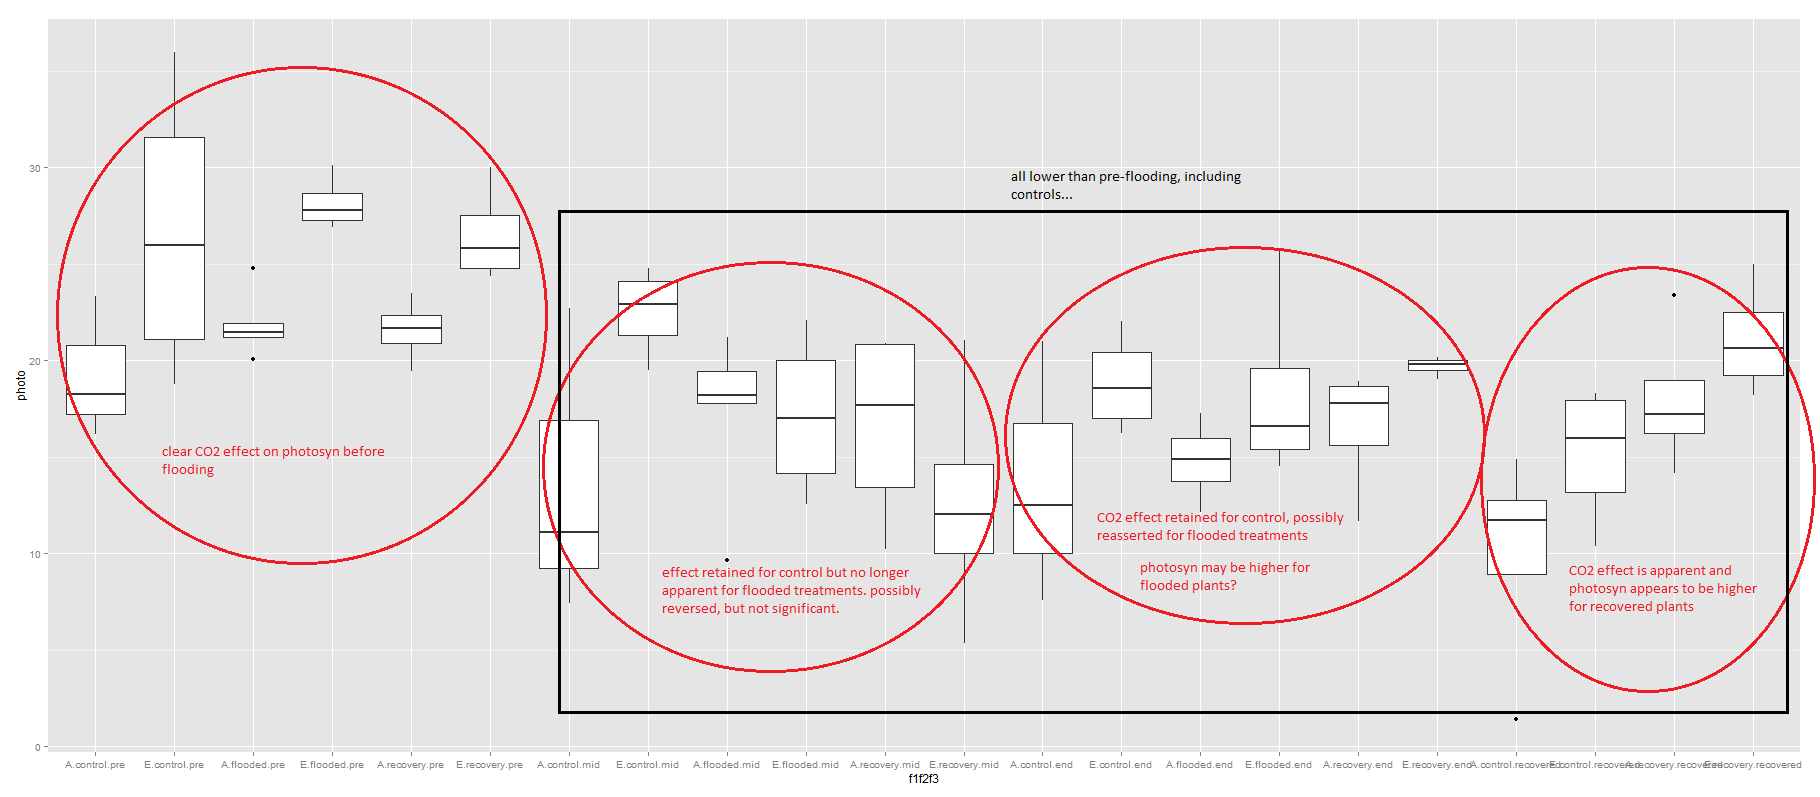 all lower than pre-flooding, including
controls...
30
20
10
0
photo
clear CO2 effect on photosyn before
flooding
effect retained for control but no longer
apparent for flooded treatments. possibly
reversed, but not significant.
CO2 effect retained for control, possibly
reasserted for flooded treatments
photosyn may be higher for
flooded plants?
CO2 effect is apparent and
photosyn appears to be higher
for recovered plants
A.control.pre
E.control.pre
A.flooded.pre
E.flooded.pre
A.recovery.pre
E.recovery.pre
A.control.mid
E.control.mid
A.flooded.mid
E.flooded.mid
A.recovery.mid
E.recovery.mid
A.control.end
E.control.end
A.flooded.end
E.flooded.end
A.recovery.end
E.recovery.end
A.control.recovered
E.control.recovered
A.recovery.recovered
E.recovery.recovered
f1f2f3